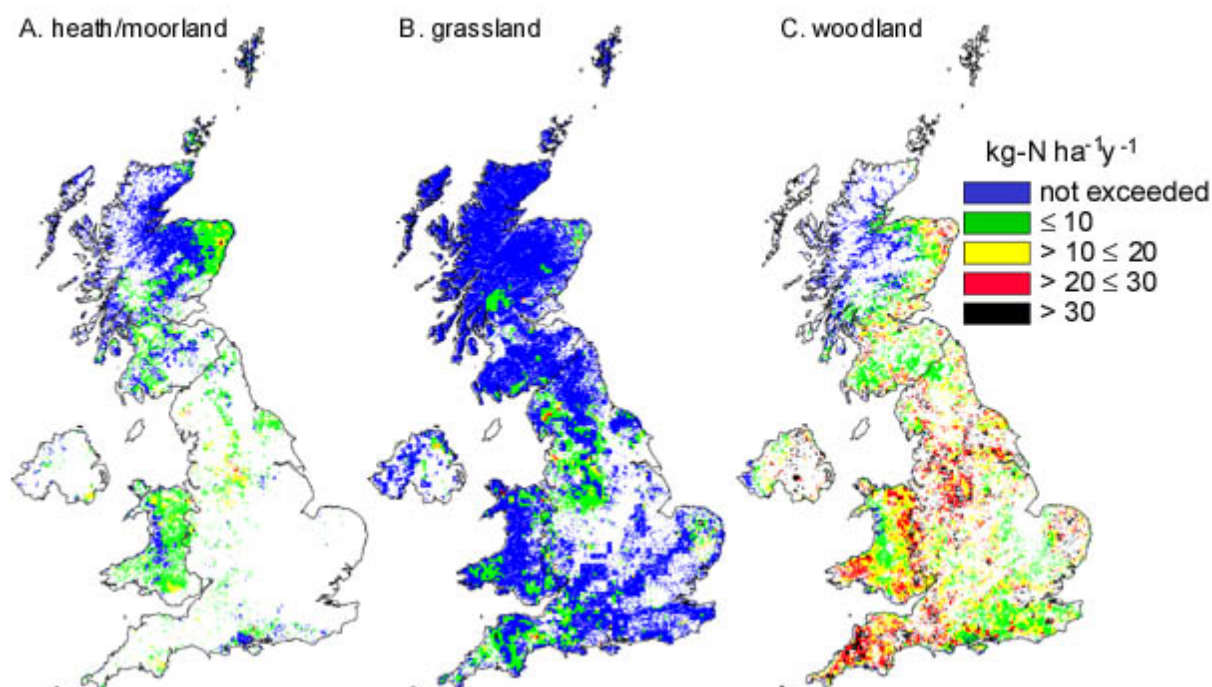 A. heath/moorland
B. grassland
C. woodland
kg-N ha⁻¹y⁻¹
not exceeded
≤ 10
> 10 ≤ 20
> 20 ≤ 30
> 30